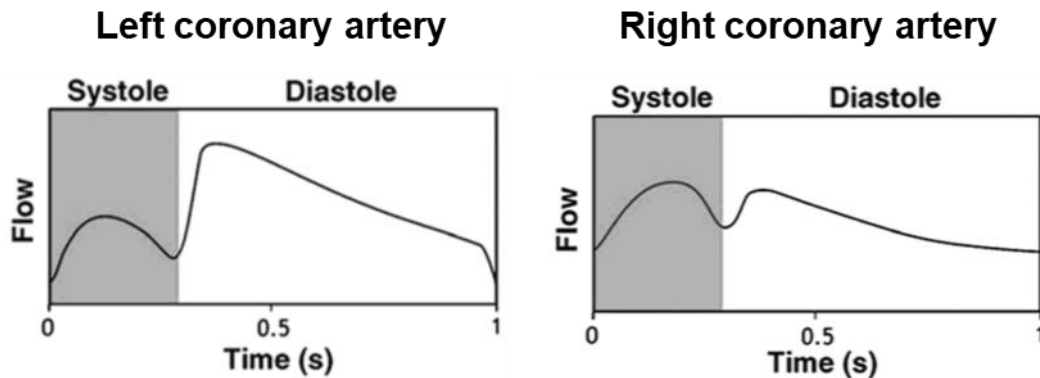 Left coronary artery
Systole Diastole
Flow
0 0.5 1
Time (s)
Right coronary artery
Systole Diastole
Flow
0 0.5 1
Time (s)